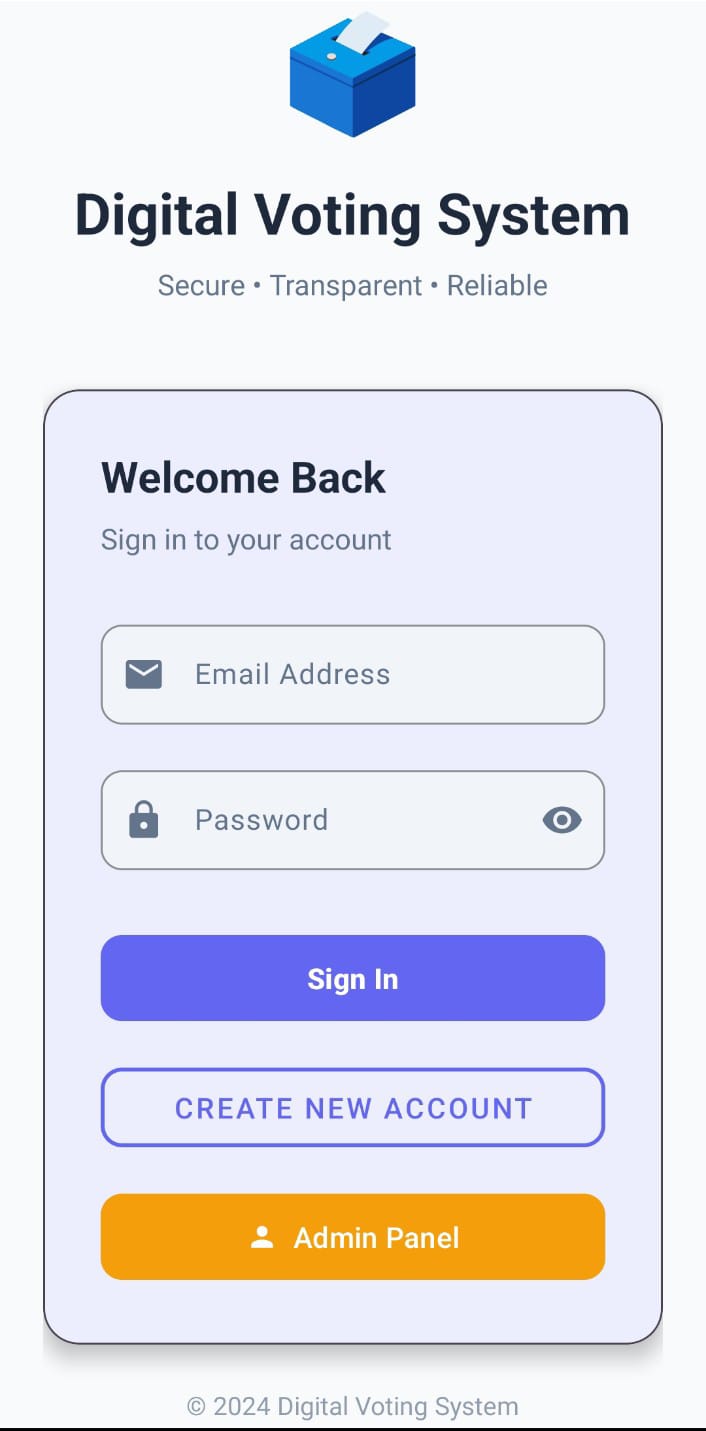 Digital Voting System
Secure • Transparent • Reliable
Welcome Back
Sign in to your account
Email Address
Password
Sign In
CREATE NEW ACCOUNT
Admin Panel
© 2024 Digital Voting System